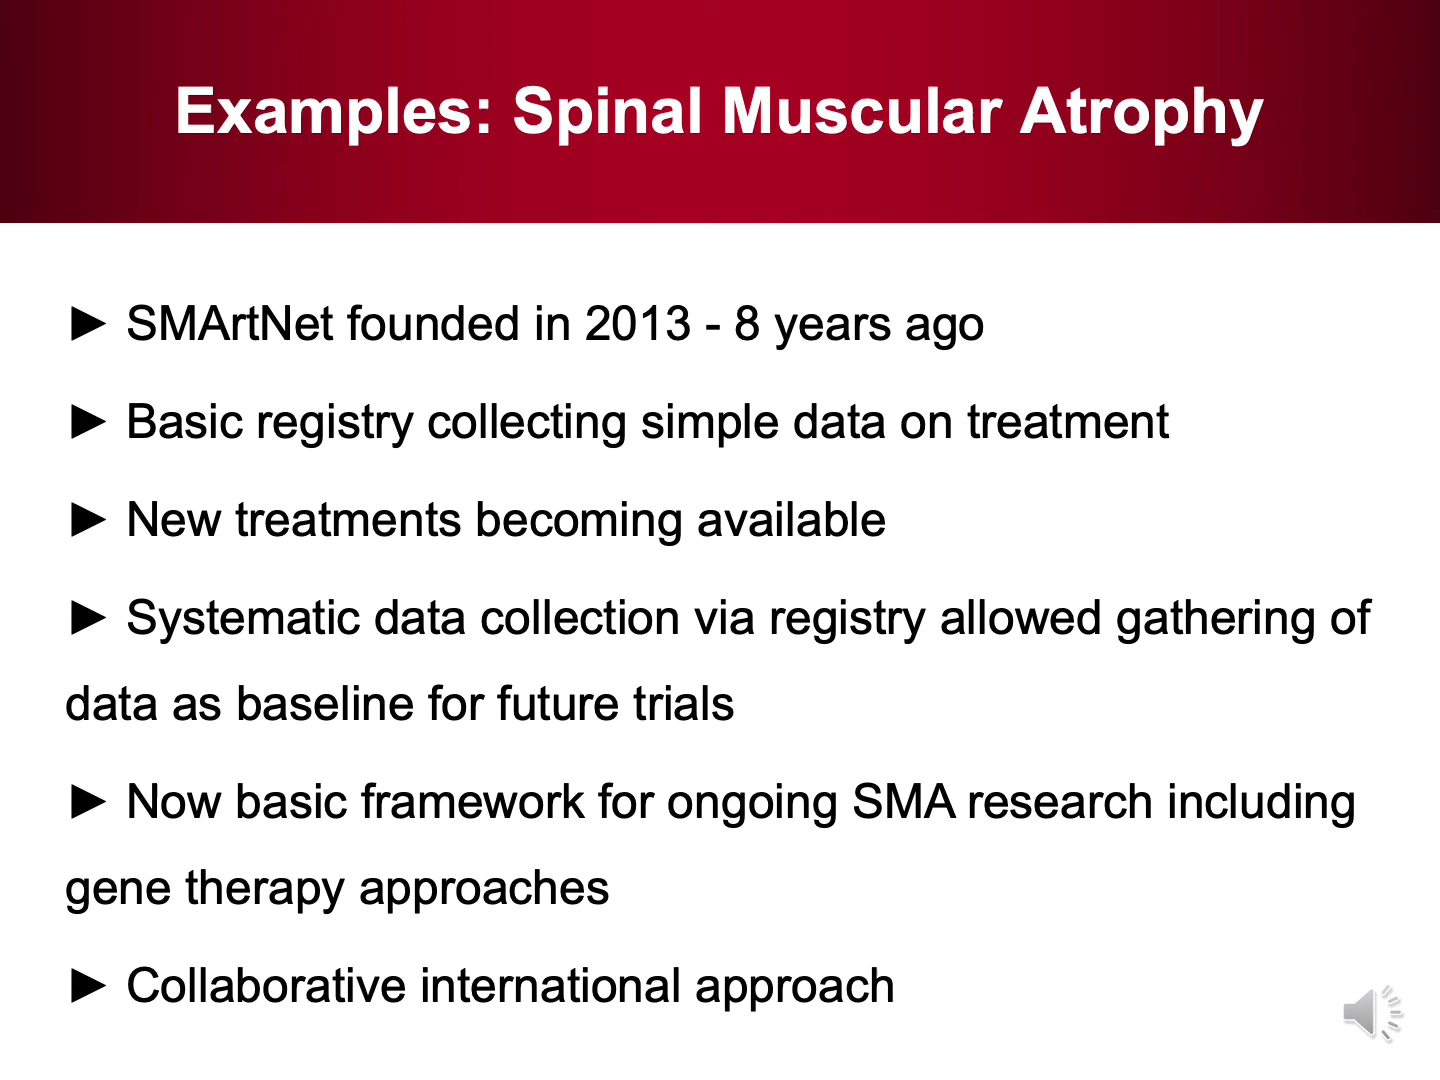 Examples: Spinal Muscular Atrophy
► SMArtNet founded in 2013 - 8 years ago
► Basic registry collecting simple data on treatment
► New treatments becoming available
► Systematic data collection via registry allowed gathering of
data as baseline for future trials
► Now basic framework for ongoing SMA research including
gene therapy approaches
► Collaborative international approach